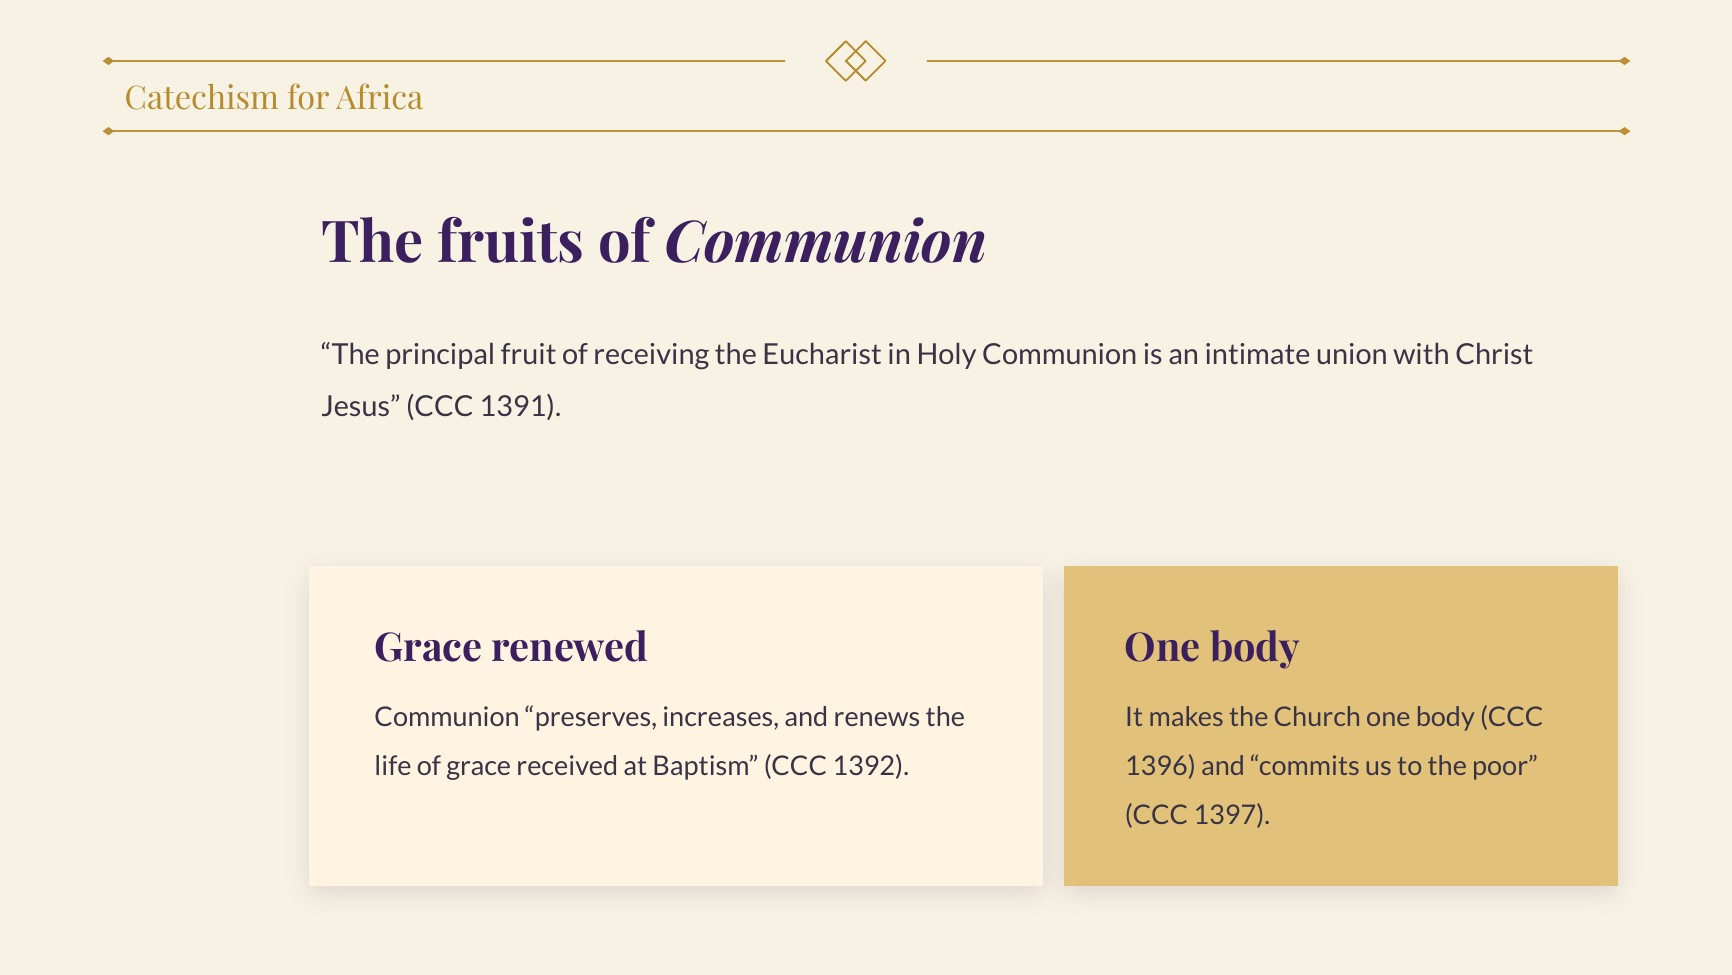 Catechism for Africa
The fruits of Communion
“The principal fruit of receiving the Eucharist in Holy Communion is an intimate union with Christ
Jesus” (CCC 1391).
Grace renewed
Communion “preserves, increases, and renews the
life of grace received at Baptism” (CCC 1392).
One body
It makes the Church one body (CCC
1396) and “commits us to the poor”
(CCC 1397).